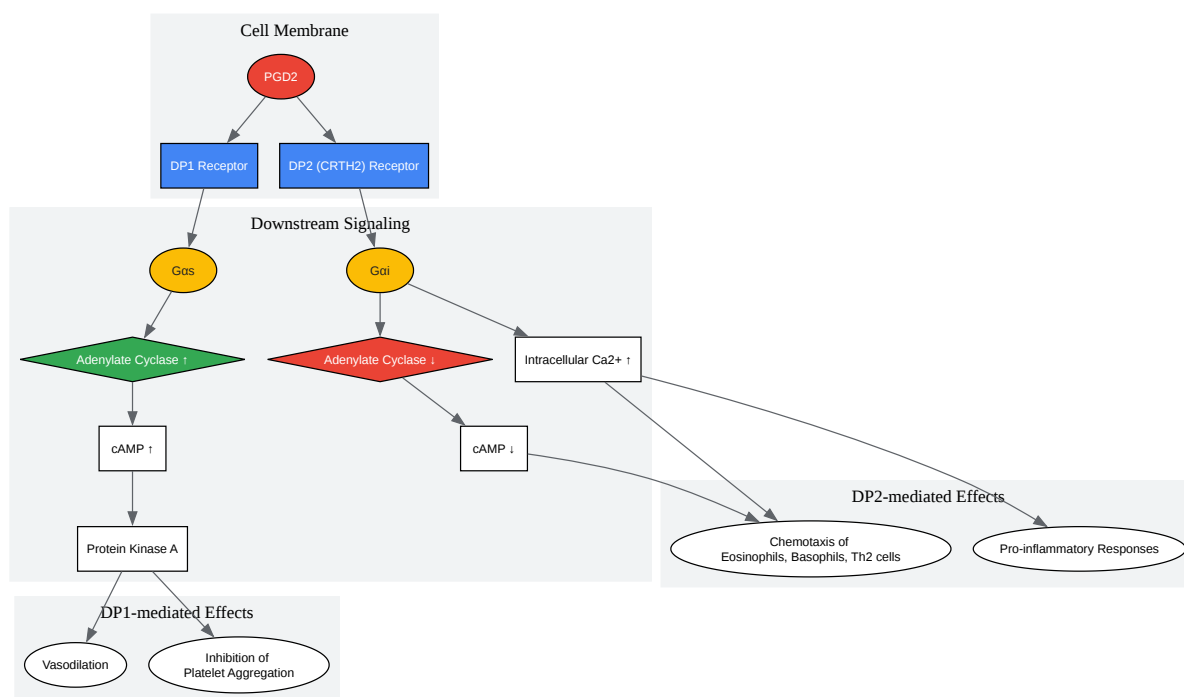 Cell Membrane
PGD2
DP1 Receptor
DP2 (CRTH2) Receptor
Downstream Signaling
Gαs
Gαi
Adenylate Cyclase ↑
Adenylate Cyclase ↓
Intracellular Ca2+ ↑
cAMP ↑
cAMP ↓
DP2-mediated Effects
Protein Kinase A
Chemotaxis of
Eosinophils, Basophils, Th2 cells
Pro-inflammatory Responses
DP1-mediated Effects
Vasodilation
Inhibition of
Platelet Aggregation